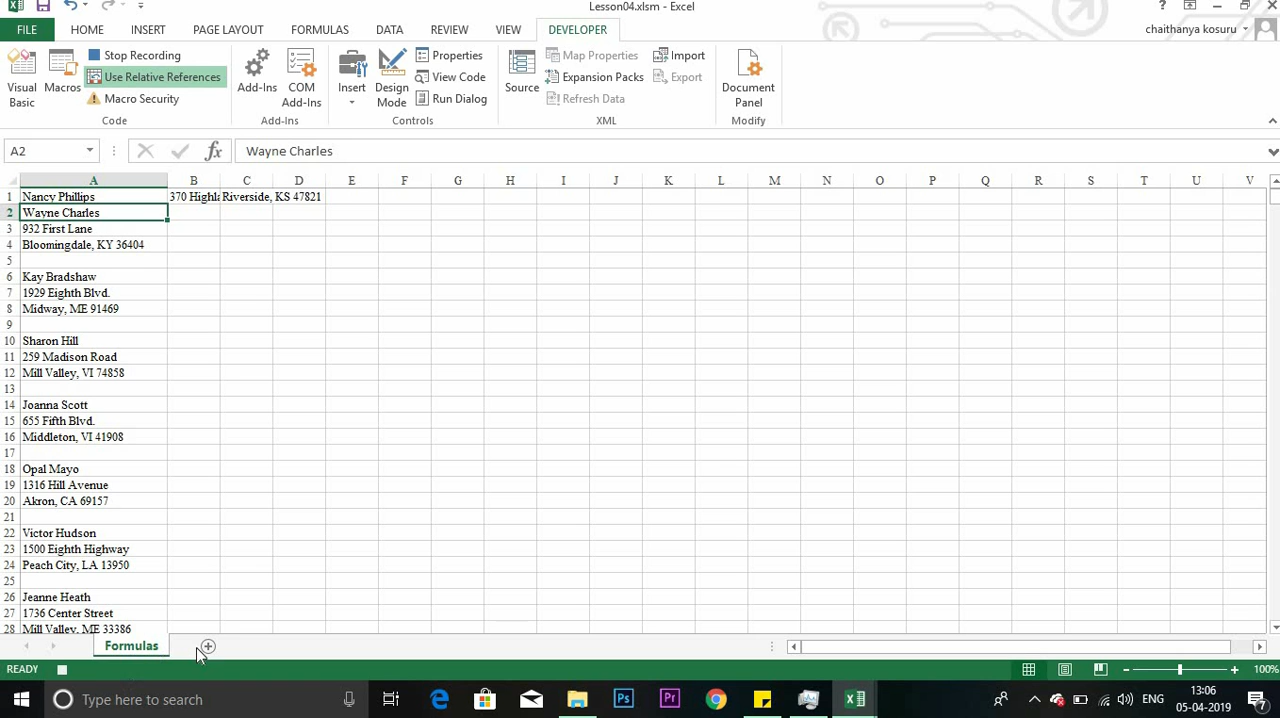 Lesson04.xlsm - Excel
?
FILE HOME INSERT PAGE LAYOUT FORMULAS DATA REVIEW VIEW DEVELOPER chaithanya kosuru
Visual Basic
Macros
Stop Recording
Use Relative References
Macro Security
Code
Add-Ins
COM Add-Ins
Add-Ins
Insert
Design Mode
Properties
View Code
Run Dialog
Controls
Source
Map Properties
Expansion Packs
Refresh Data
Import
Export
XML
Document Panel
Modify
A2 fx Wayne Charles
A B C D E F G H I J K L M N O P Q R S T U V
1 Nancy Phillips 370 Highla Riverside, KS 47821
2 Wayne Charles
3 932 First Lane
4 Bloomingdale, KY 36404
5
6 Kay Bradshaw
7 1929 Eighth Blvd.
8 Midway, ME 91469
9
10 Sharon Hill
11 259 Madison Road
12 Mill Valley, VI 74858
13
14 Joanna Scott
15 655 Fifth Blvd.
16 Middleton, VI 41908
17
18 Opal Mayo
19 1316 Hill Avenue
20 Akron, CA 69157
21
22 Victor Hudson
23 1500 Eighth Highway
24 Peach City, LA 13950
25
26 Jeanne Heath
27 1736 Center Street
28 Mill Valley, ME 33386
Formulas
READY 100%
Type here to search
Ps Pr
ENG
13:06
05-04-2019
7